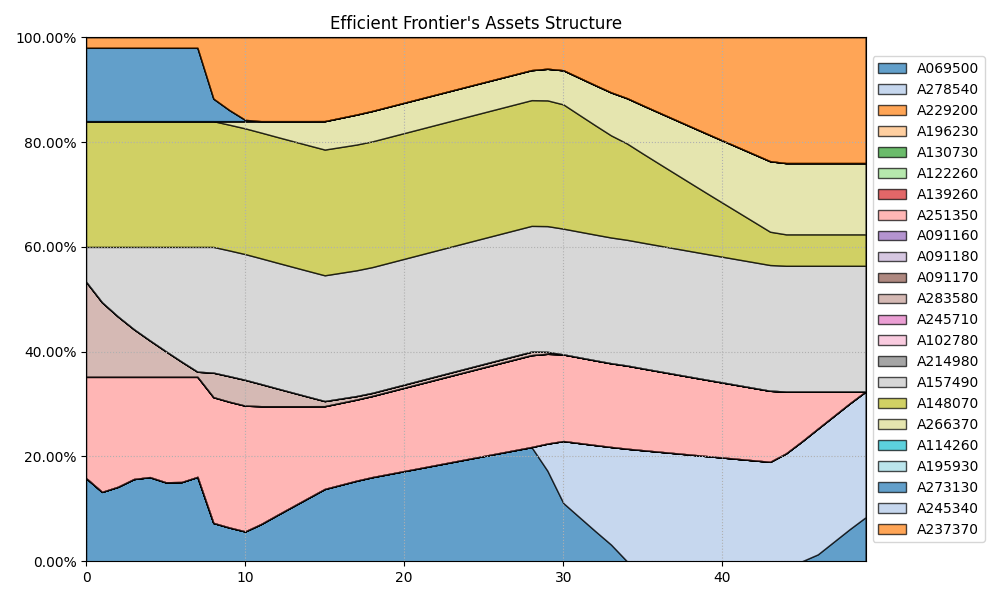 Efficient Frontier's Assets Structure
100.00%
80.00%
60.00%
40.00%
20.00%
0.00%
0 10 20 30 40
A069500
A278540
A229200
A196230
A130730
A122260
A139260
A251350
A091160
A091180
A091170
A283580
A245710
A102780
A214980
A157490
A148070
A266370
A114260
A195930
A273130
A245340
A237370